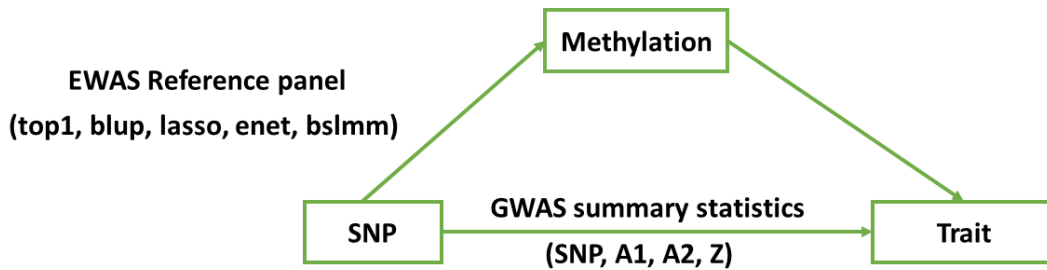 Methylation
EWAS Reference panel
(top1, blup, lasso, enet, bslmm)
GWAS summary statistics
SNP
Trait
(SNP, A1, A2, Z)